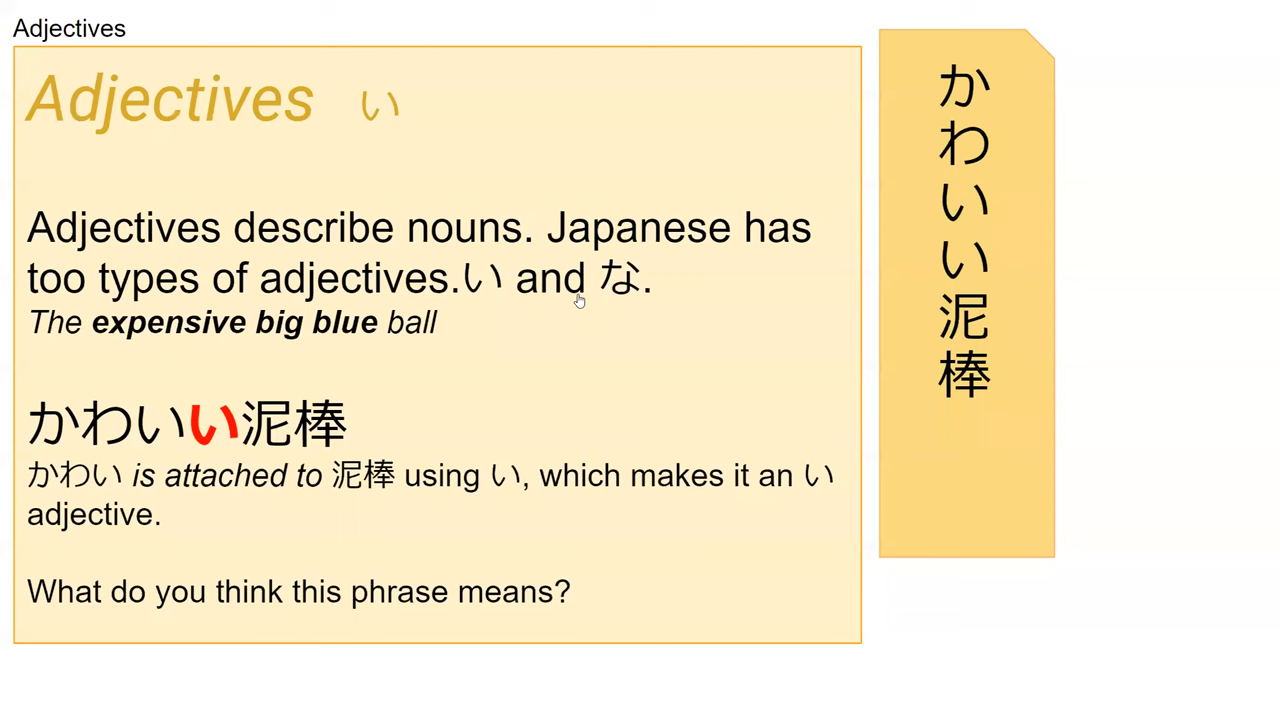 Adjectives
Adjectives い
Adjectives describe nouns. Japanese has
too types of adjectives.い and な.
The expensive big blue ball
かわいい泥棒
かわい is attached to 泥棒 using い, which makes it an い
adjective.
What do you think this phrase means?
かわいい泥棒